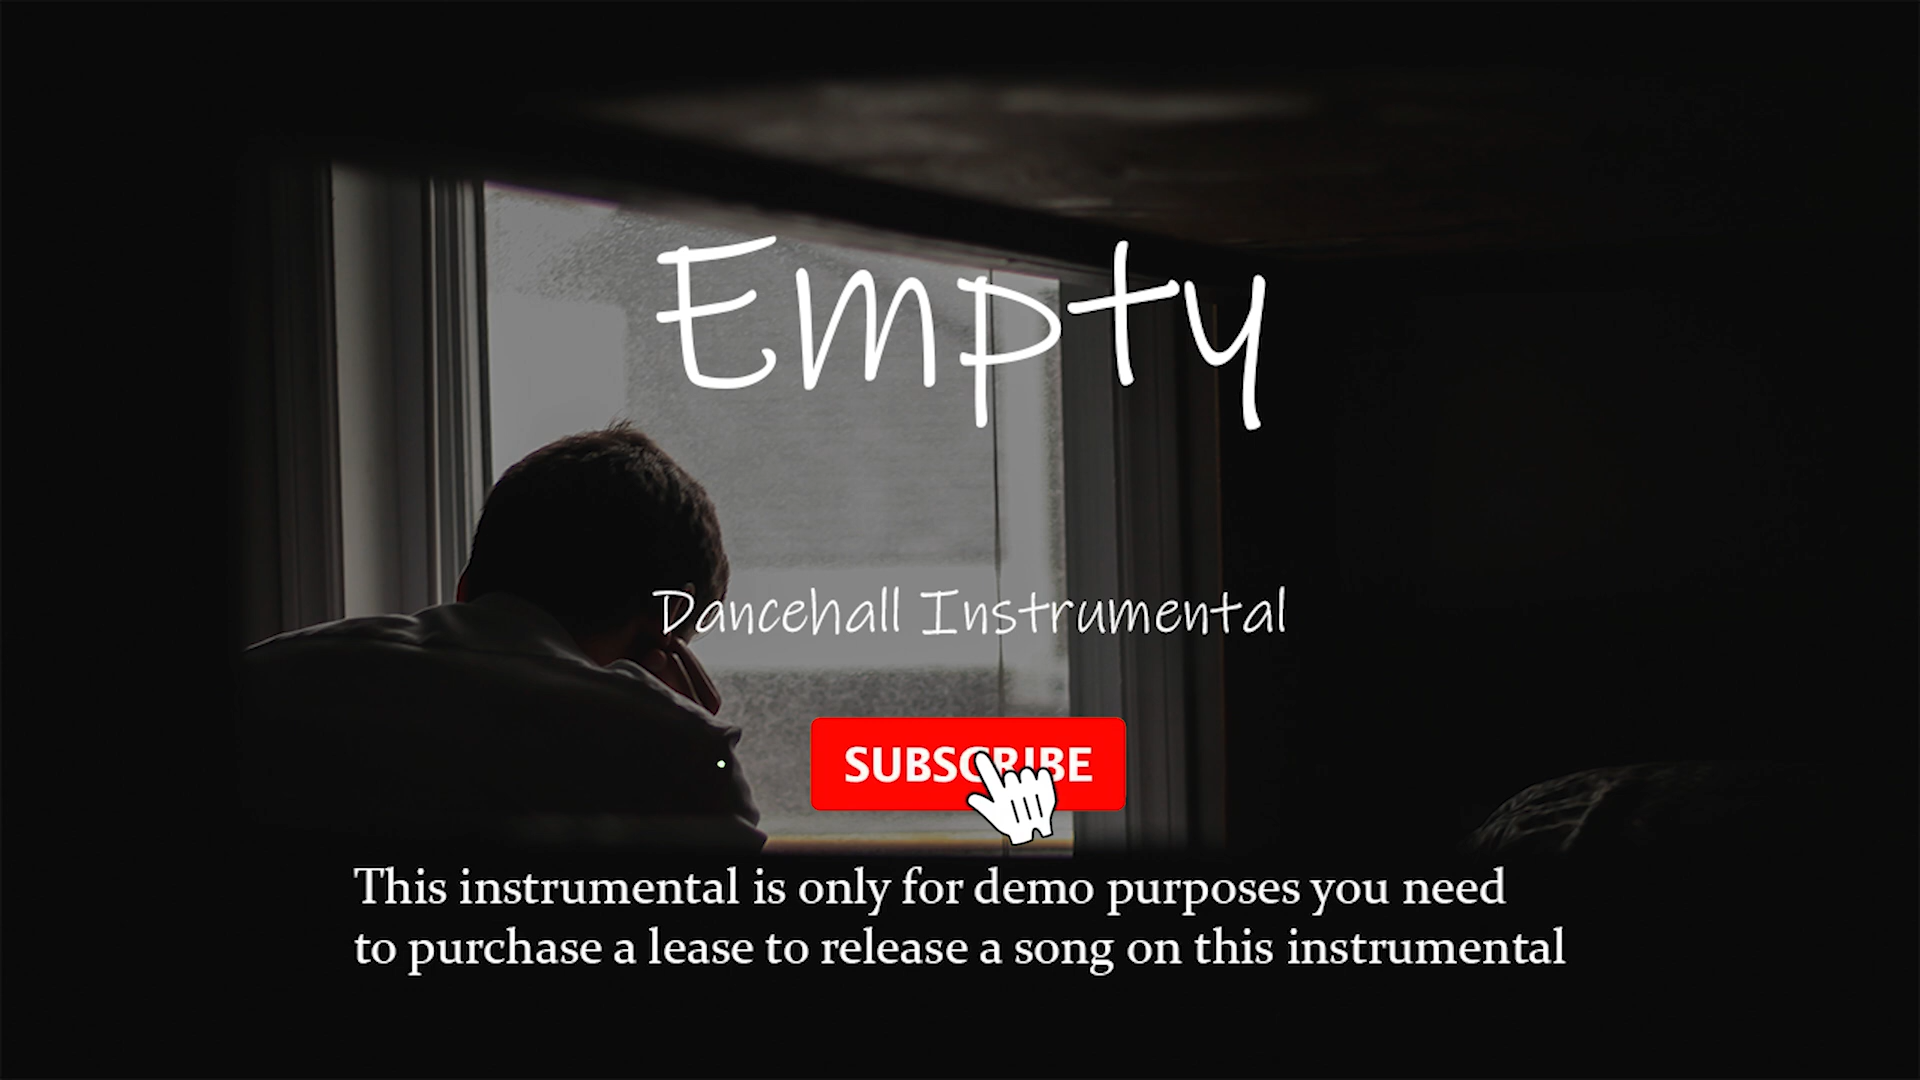 Empty
Dancehall Instrumental
SUBSCRIBE
This instrumental is only for demo purposes you need
to purchase a lease to release a song on this instrumental